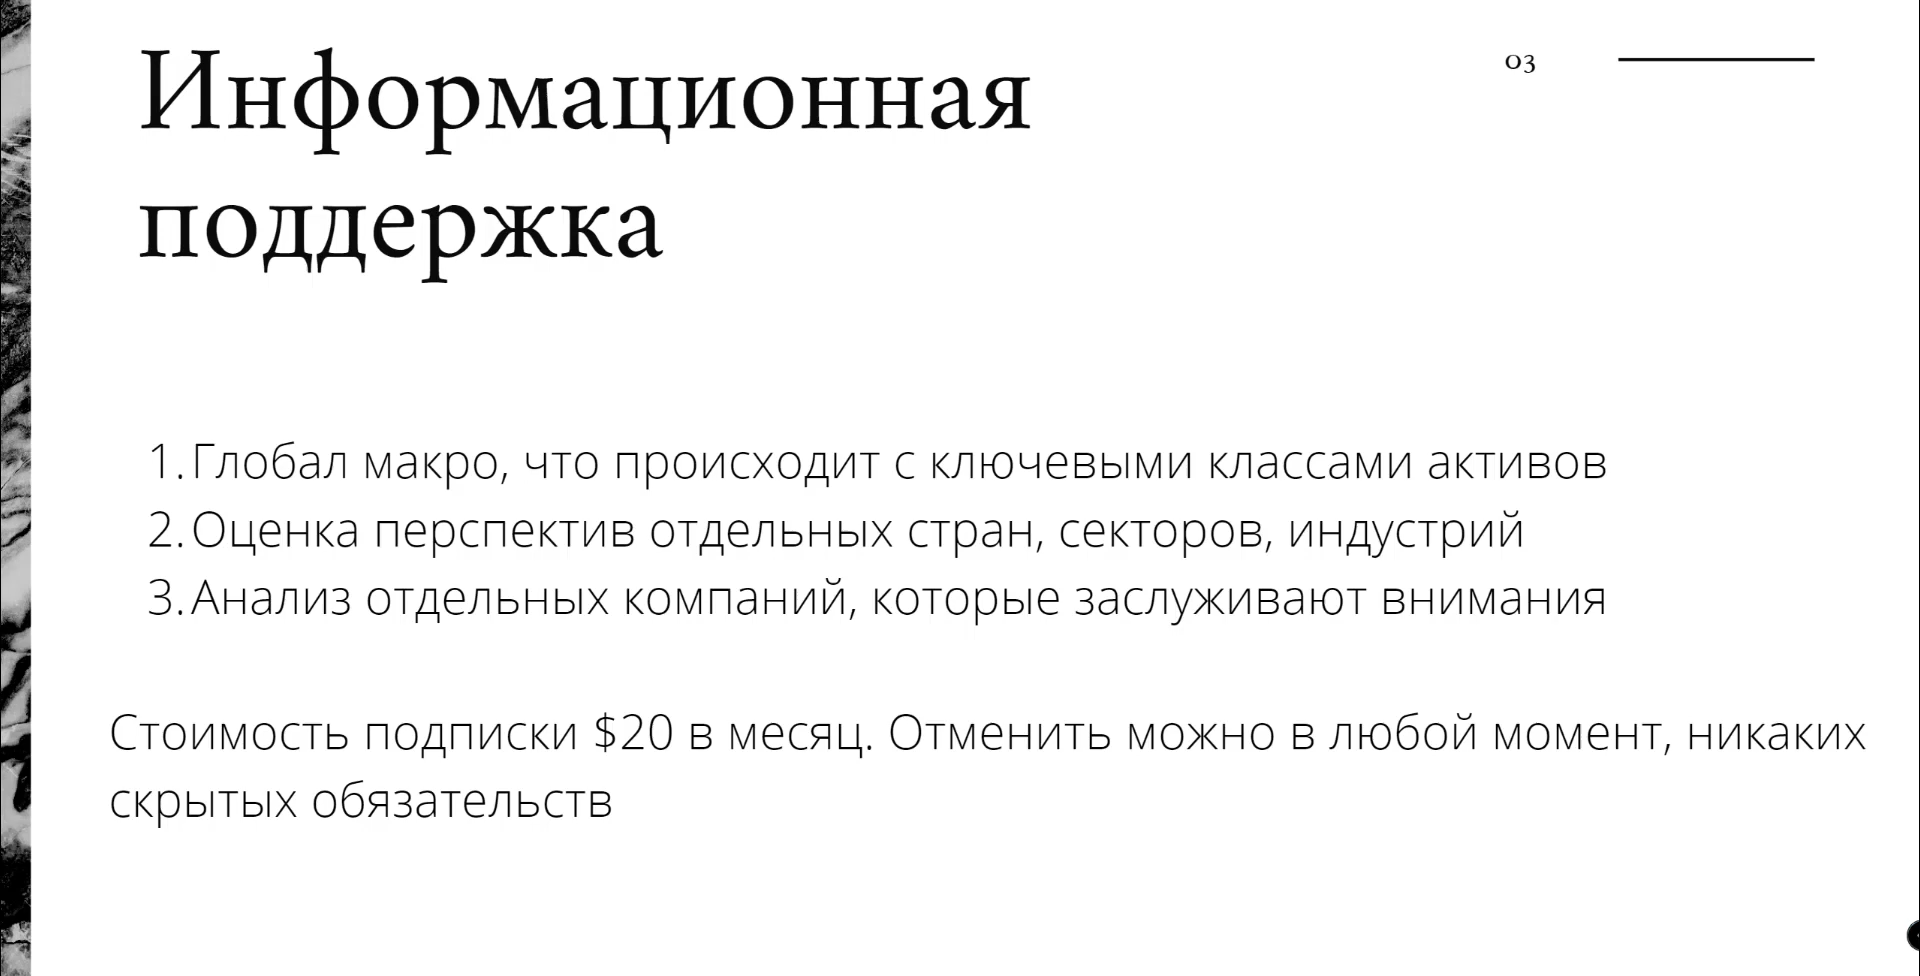 Информационная
поддержка
03
1. Глобал макро, что происходит с ключевыми классами активов
2. Оценка перспектив отдельных стран, секторов, индустрий
3. Анализ отдельных компаний, которые заслуживают внимания
Стоимость подписки $20 в месяц. Отменить можно в любой момент, никаких
скрытых обязательств